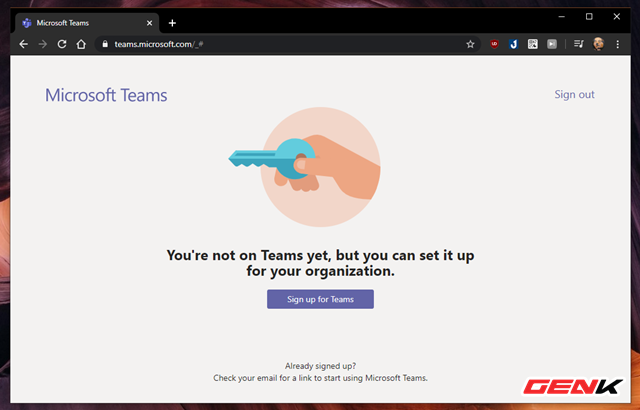 Microsoft Teams
teams.microsoft.com/_#
Microsoft Teams
Sign out
You're not on Teams yet, but you can set it up
for your organization.
Sign up for Teams
Already signed up?
Check your email for a link to start using Microsoft Teams.
GENK